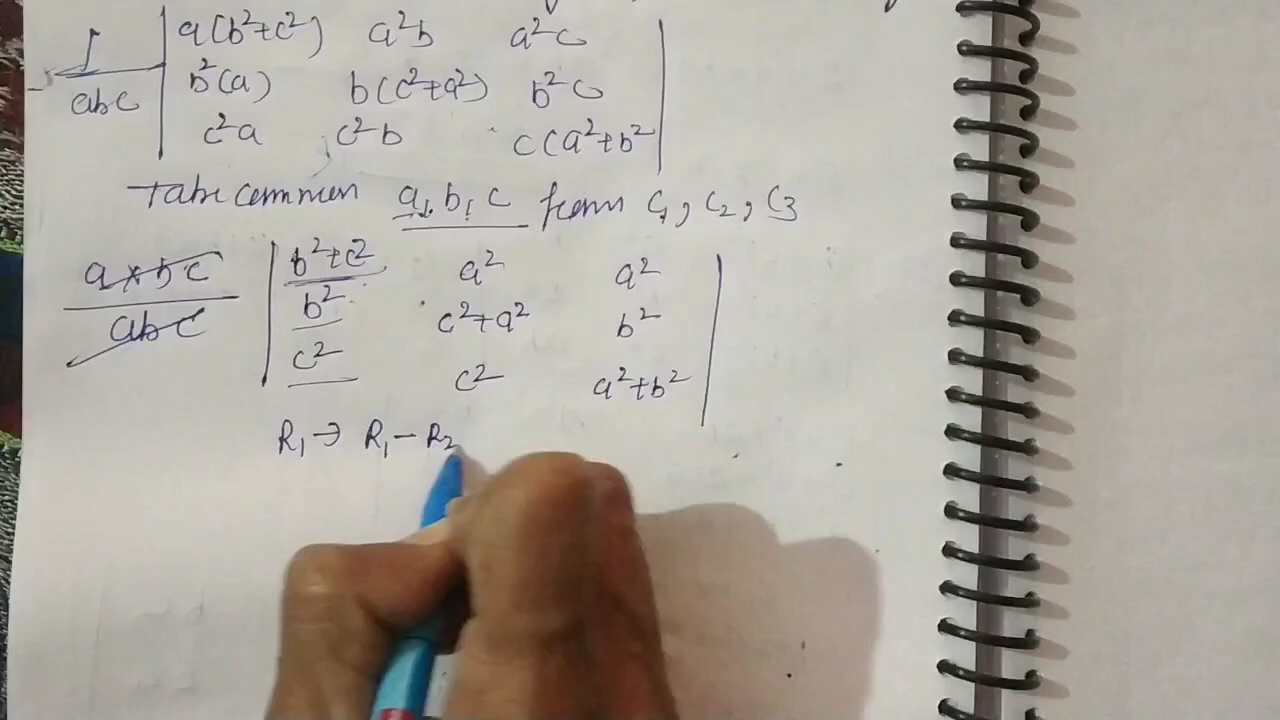 1/abc | a(b²+c²) a²b a²c |
| b²(a) b(c²+a²) b²c |
| c²a c²b c(a²+b² |
Take common a, b, c from C₁, C₂, C₃
abc/abc | b²+c² a² a² |
| b² c²+a² b² |
| c² c² a²+b² |
R₁→ R₁-R₂